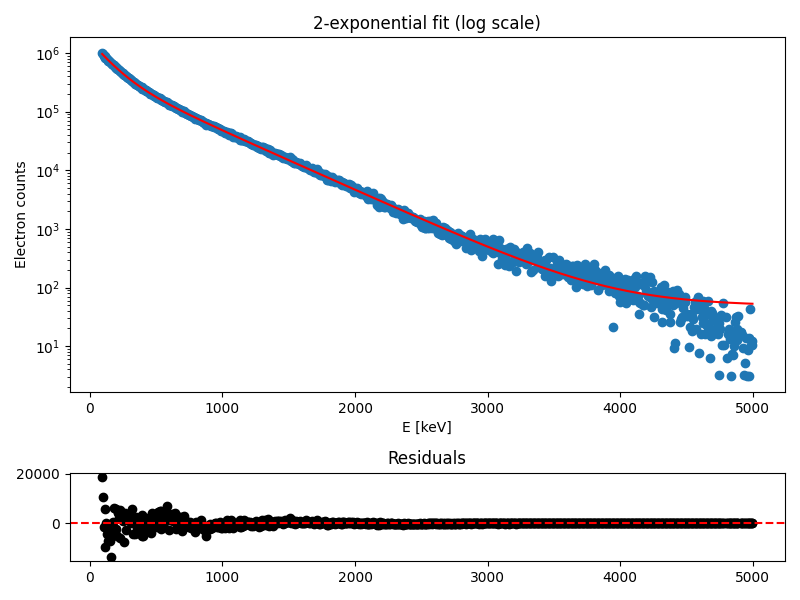 2-exponential fit (log scale)
10⁶
10⁵
10⁴
10³
10²
10¹
Electron counts
0 1000 2000 3000 4000 5000
E [keV]
Residuals
20000
0
0 1000 2000 3000 4000 5000